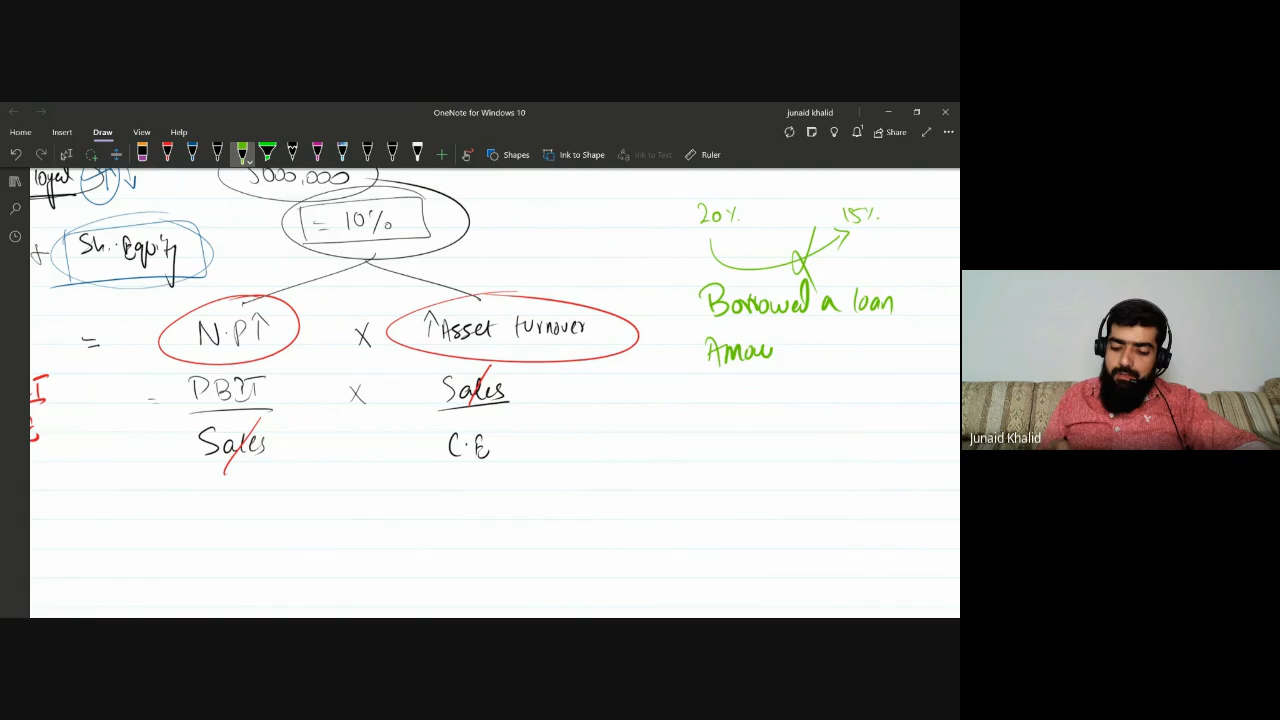 OneNote for Windows 10
junaid khalid
Home Insert Draw View Help
Shapes Ink to Shape Ink to Text Ruler Share
loyal ↑ ↓
5000,000
= 10%
+ Sh. Equity
= N.P↑ X ↑ Asset turnover
= PBIT X Sales
Sales C.E
I
E
20% 15%
Borrowed a loan
Amou
Junaid Khalid